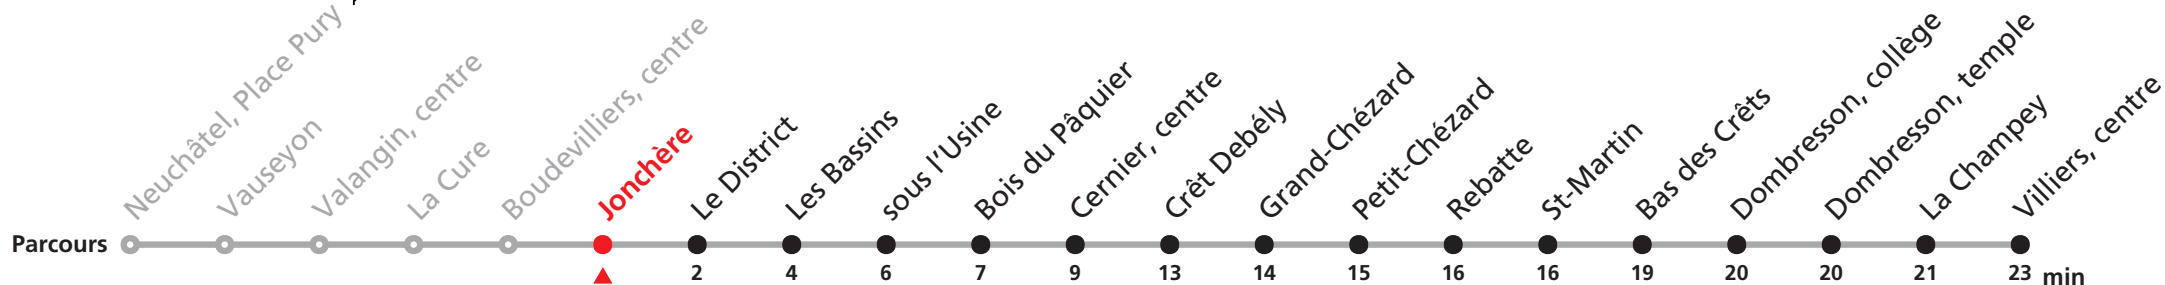 Neuchâtel, Place Pury
Vauseyon
Valangin, centre
La Cure
Boudevilliers, centre
Jonchère
Le District
Les Bassins
sous l'Usine
Bois du Pâquier
Cernier, centre
Crêt Debély
Grand-Chézard
Petit-Chézard
Rebatte
St-Martin
Bas des Crêts
Dombresson, collège
Dombresson, temple
La Champey
Villiers, centre
Parcours
2 4 6 7 9 13 14 15 16 16 19 20 20 21 23 min